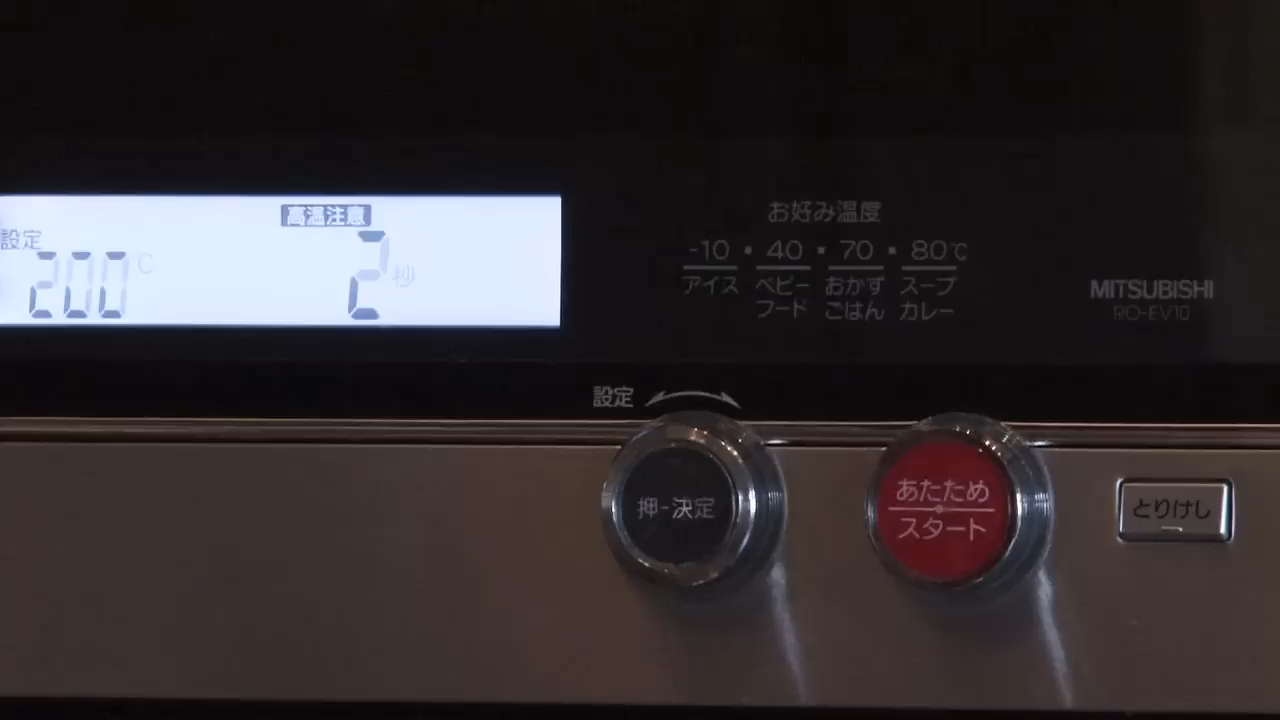 高温注意
設定
200℃
2秒
お好み温度
-10・40・70・80℃
アイス ベビーフード おかずごはん スープカレー
MITSUBISHI
RO-EV10
設定
押-決定
あたため
スタート
とりけし